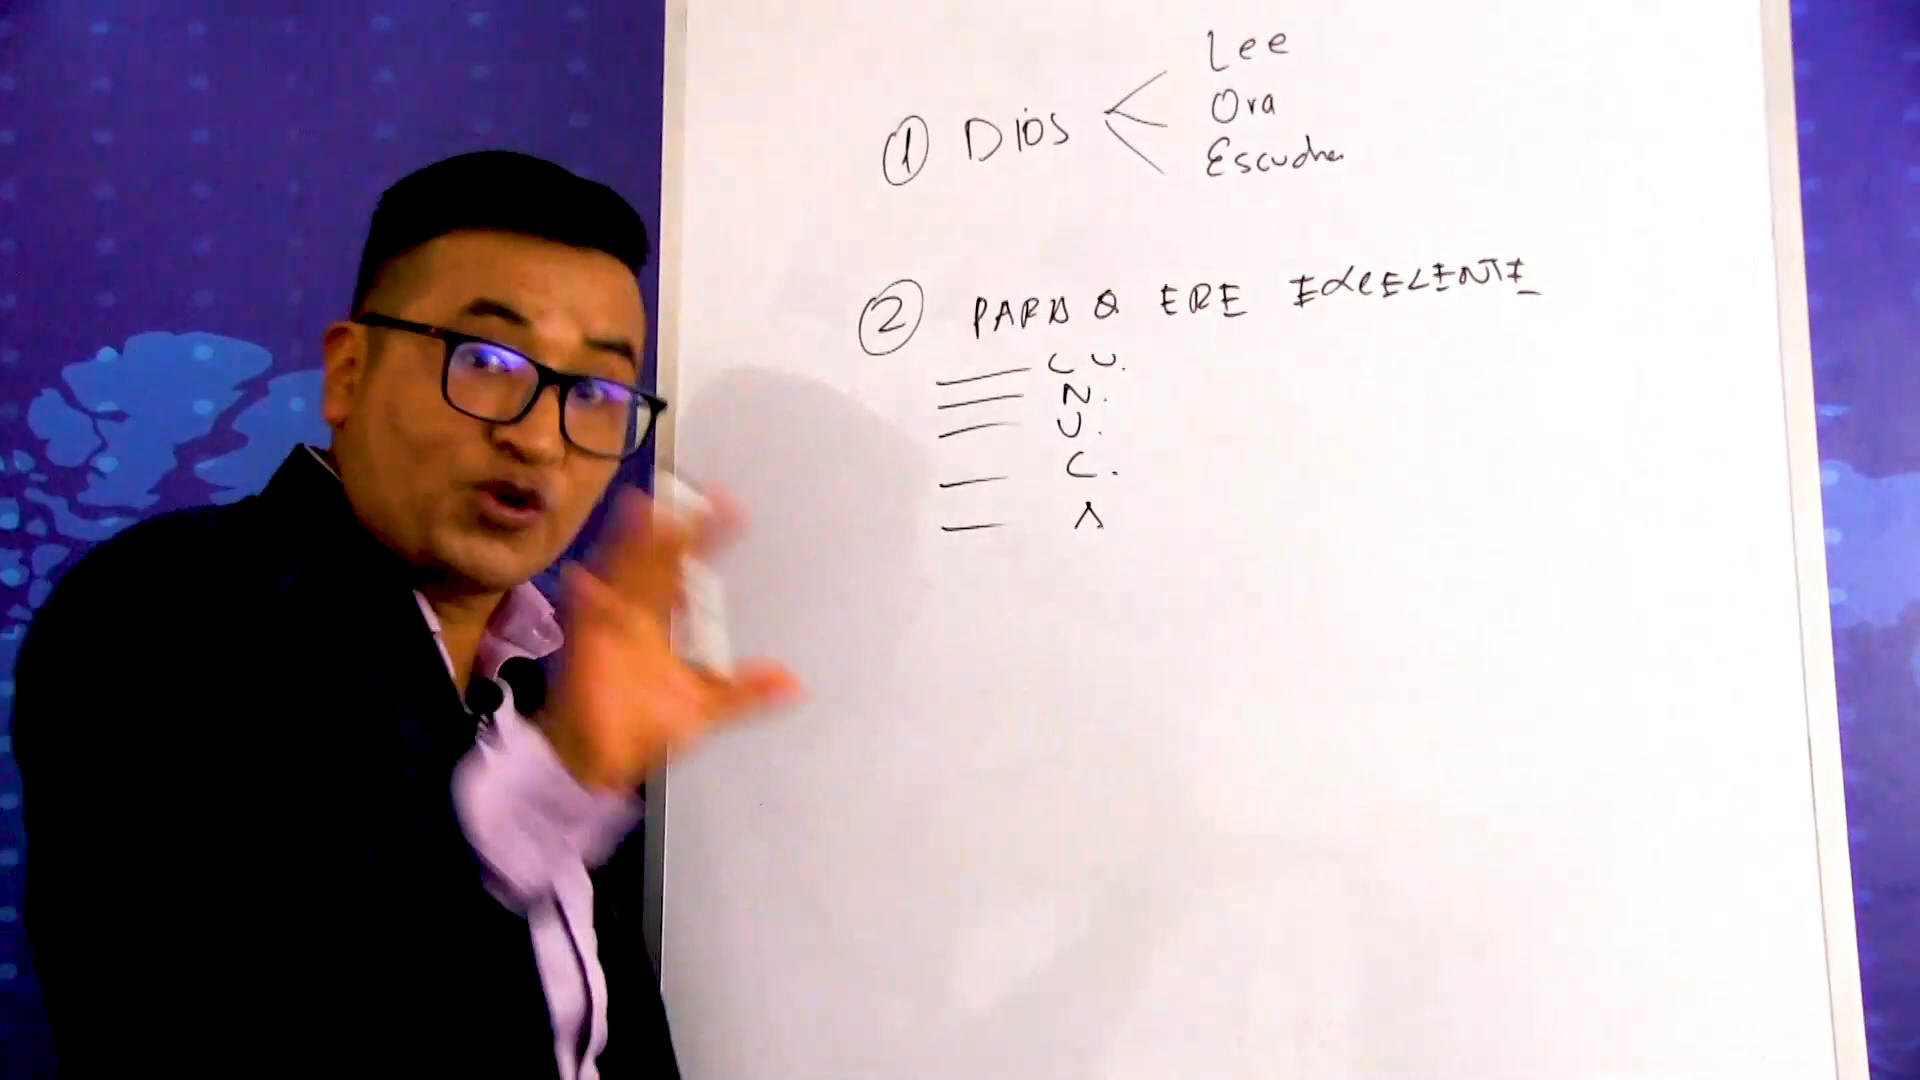 Lee
① DIOS
Ora
Escucha
② PARA Q ERE EXCELENTE
C V.
N.
U.
C.
A